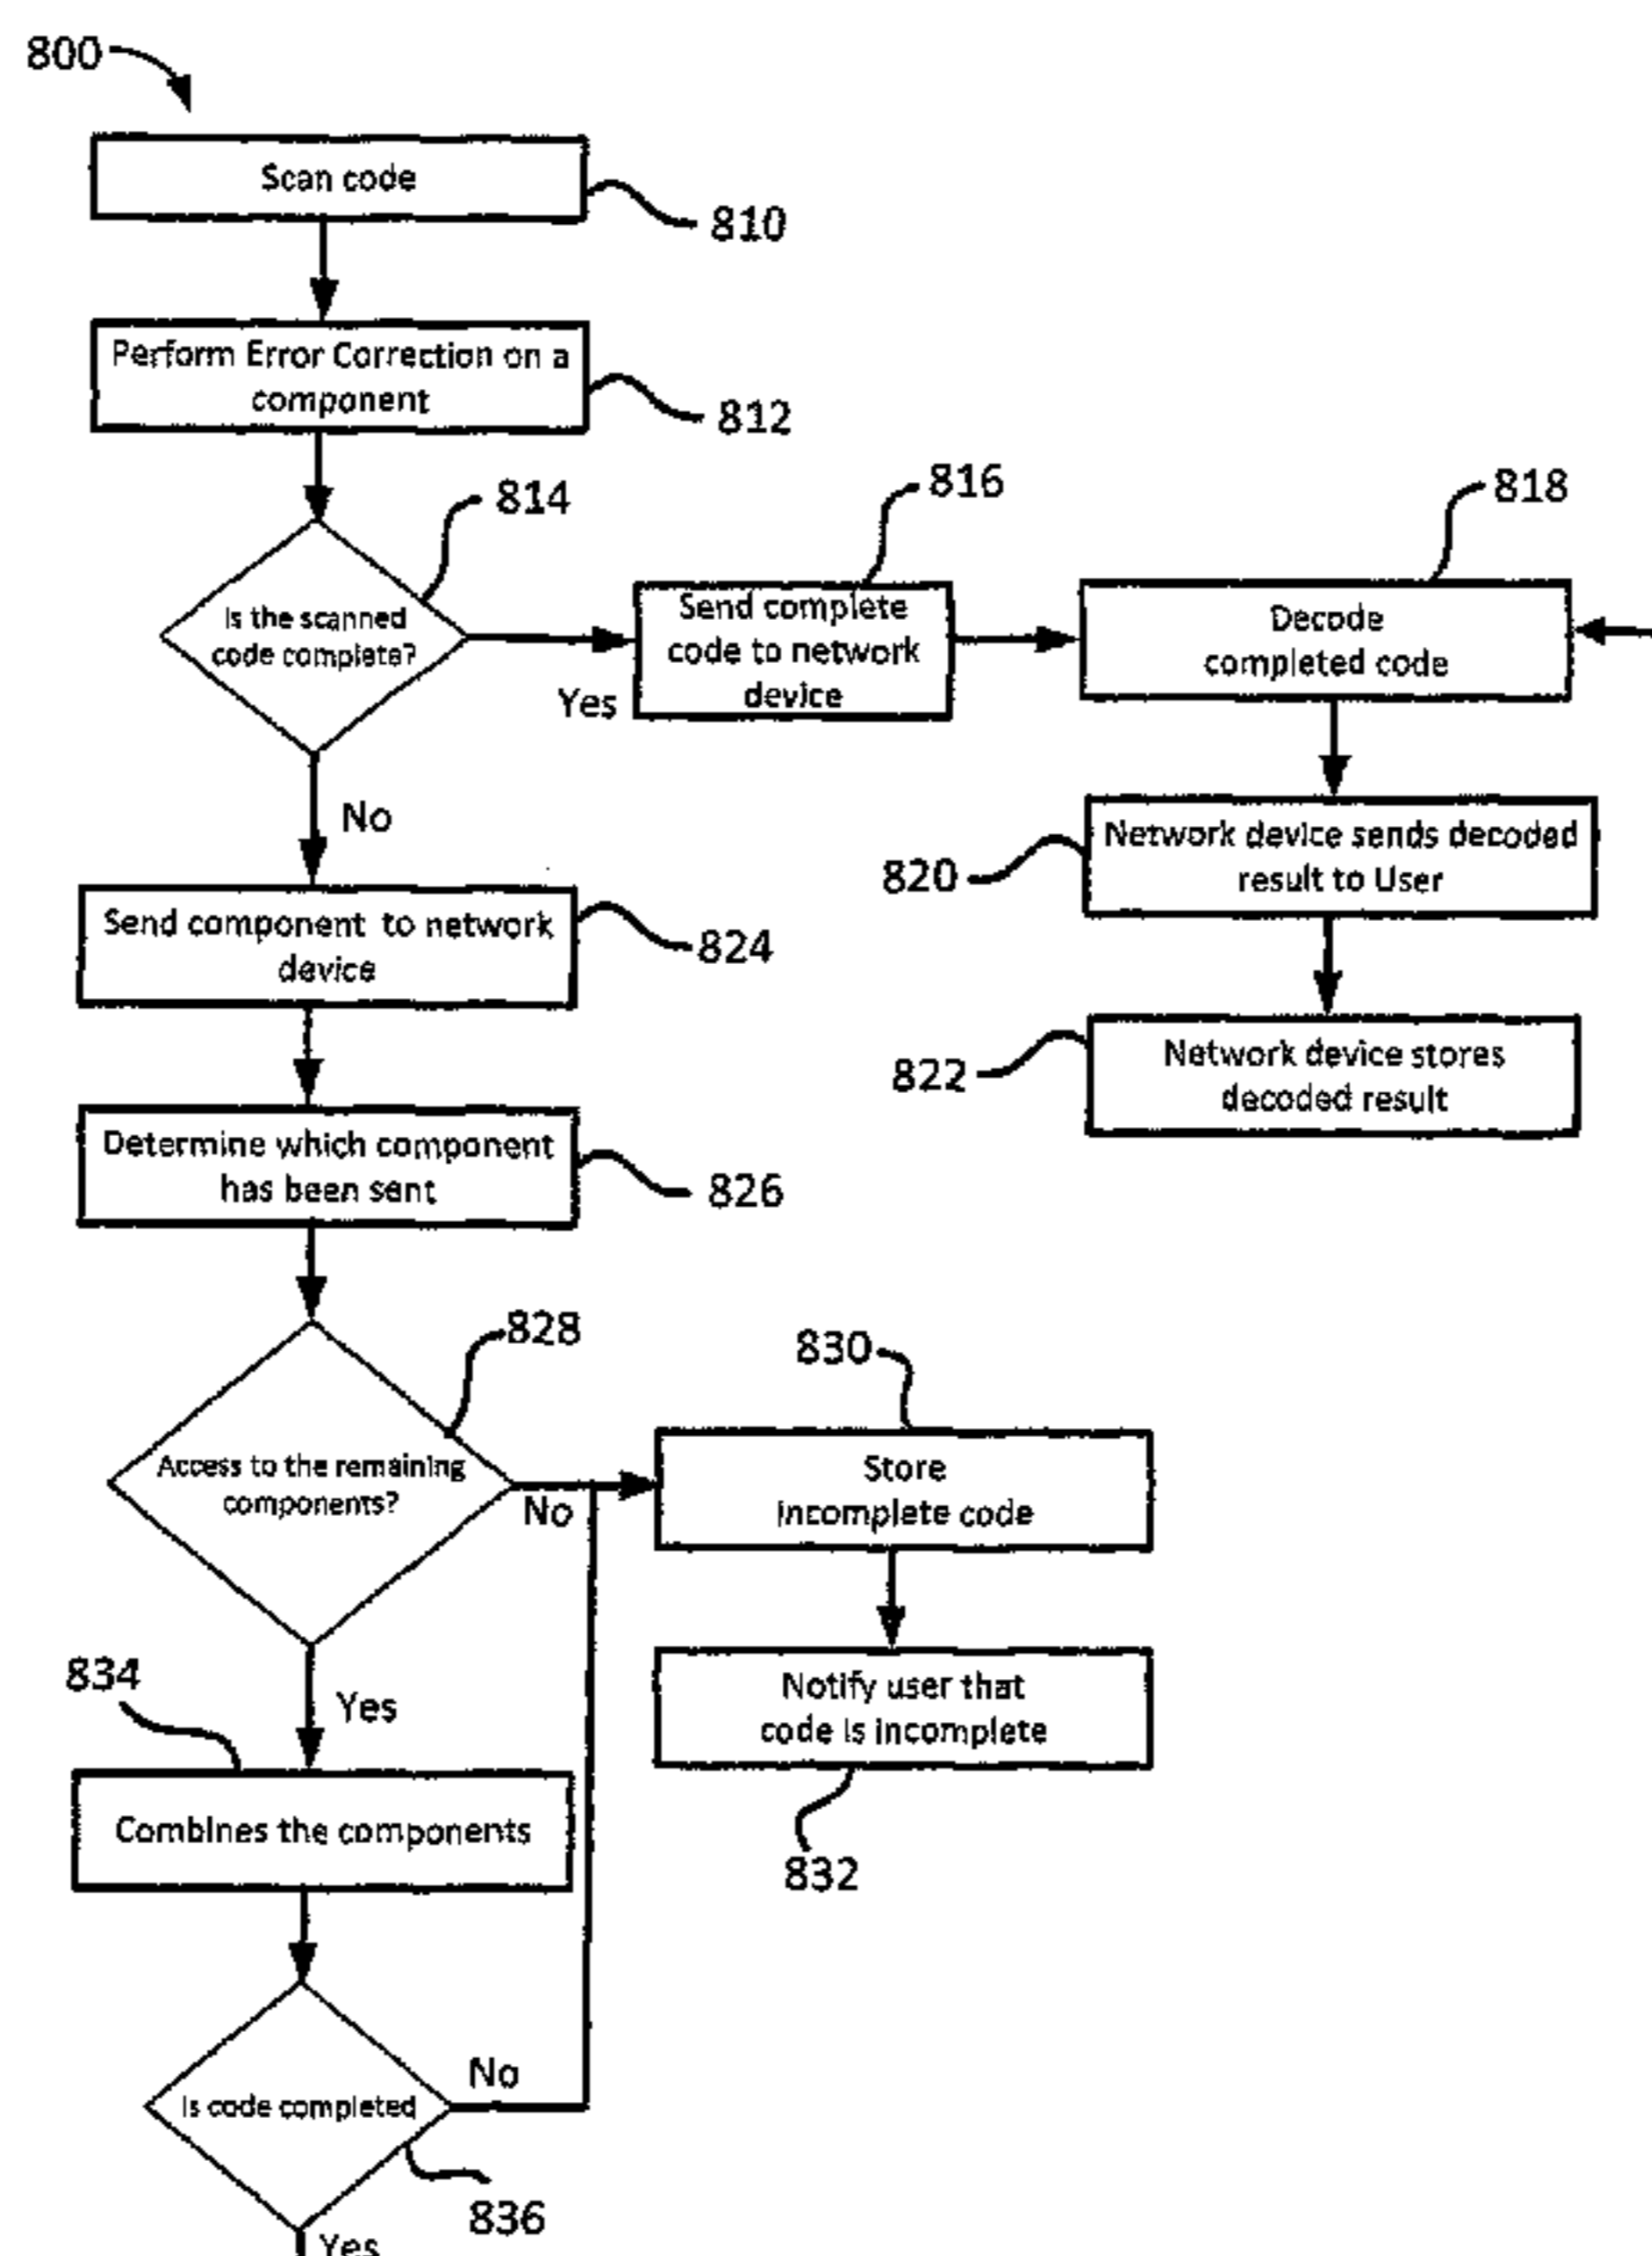 800
Scan code
810
Perform Error Correction on a
component
812
814
Is the scanned
code complete?
Yes
No
816
Send complete
code to network
device
818
Decode
completed code
820
Network device sends decoded
result to User
822
Network device stores
decoded result
Send component to network
device
824
Determine which component
has been sent
826
828
Access to the remaining
components?
No
Yes
830
Store
incomplete code
Notify user that
code is incomplete
832
834
Combines the components
Is code completed
No
836
Yes